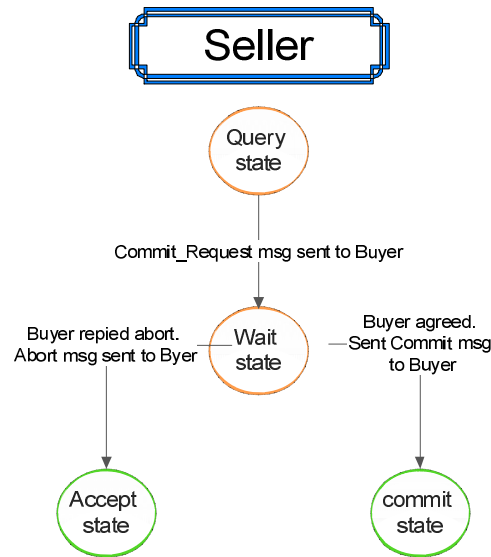 Seller
Query
state
Commit_Request msg sent to Buyer
Wait
state
Buyer repied abort.
Abort msg sent to Byer
Buyer agreed.
Sent Commit msg
to Buyer
Accept
state
commit
state